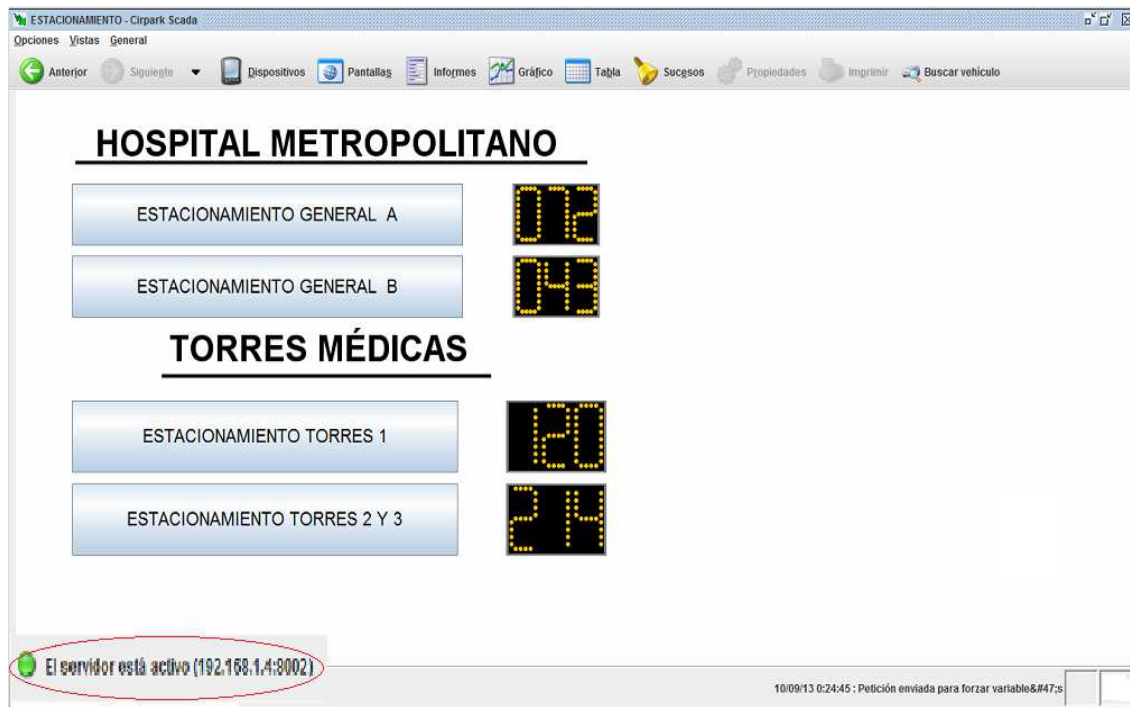 ESTACIONAMIENTO - Cirpark Scada
Opciones Vistas General
Anterior Siguiente Dispositivos Pantallas Informes Gráfico Tabla Sucesos Propiedades Imprimir Buscar vehiculo
HOSPITAL METROPOLITANO
ESTACIONAMIENTO GENERAL A 072
ESTACIONAMIENTO GENERAL B 043
TORRES MÉDICAS
ESTACIONAMIENTO TORRES 1 120
ESTACIONAMIENTO TORRES 2 Y 3 214
El servidor está activo (192.168.1.4:8002)
10/09/13 0:24:45 : Petición enviada para forzar variable&#47;s